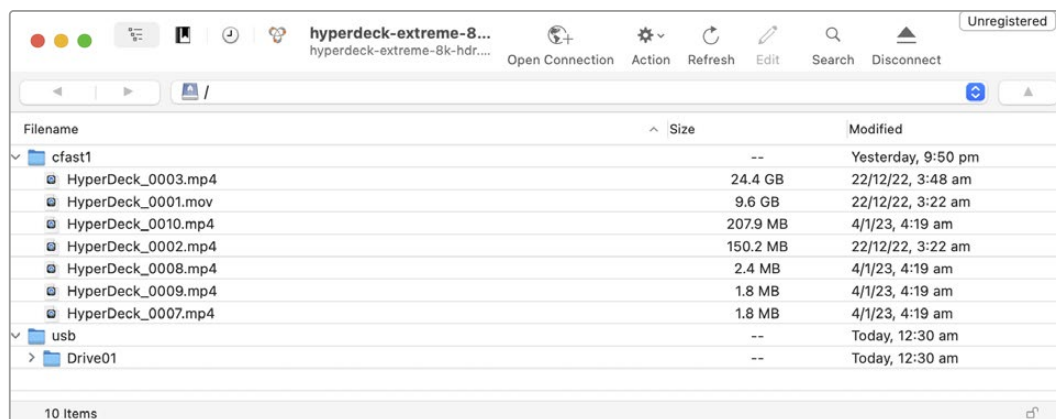 hyperdeck-extreme-8...
hyperdeck-extreme-8k-hdr....
Open Connection
Action
Refresh
Edit
Search
Disconnect
Unregistered
/
Filename Size Modified
cfast1 -- Yesterday, 9:50 pm
HyperDeck_0003.mp4 24.4 GB 22/12/22, 3:48 am
HyperDeck_0001.mov 9.6 GB 22/12/22, 3:22 am
HyperDeck_0010.mp4 207.9 MB 4/1/23, 4:19 am
HyperDeck_0002.mp4 150.2 MB 22/12/22, 3:22 am
HyperDeck_0008.mp4 2.4 MB 4/1/23, 4:19 am
HyperDeck_0009.mp4 1.8 MB 4/1/23, 4:19 am
HyperDeck_0007.mp4 1.8 MB 4/1/23, 4:19 am
usb -- Today, 12:30 am
Drive01 -- Today, 12:30 am
10 Items